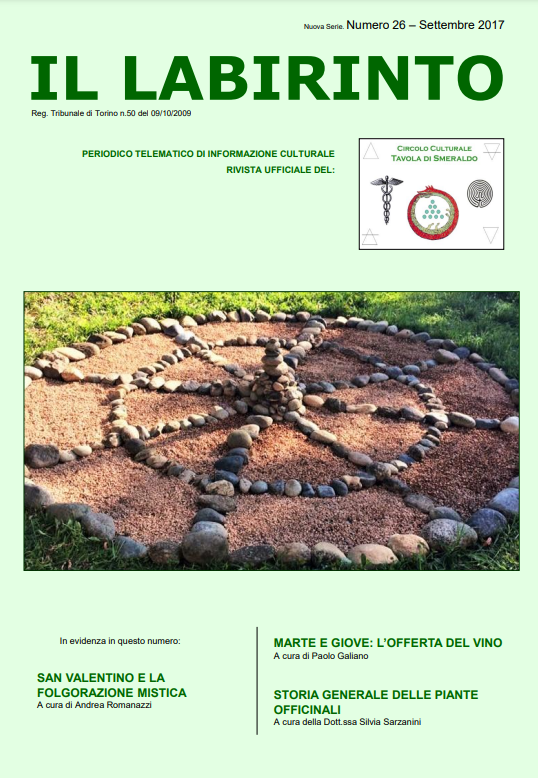 Nuova Serie. Numero 26 – Settembre 2017
IL LABIRINTO
Reg. Tribunale di Torino n.50 del 09/10/2009
PERIODICO TELEMATICO DI INFORMAZIONE CULTURALE
RIVISTA UFFICIALE DEL:
Circolo Culturale
Tavola di Smeraldo
In evidenza in questo numero:
SAN VALENTINO E LA
FOLGORAZIONE MISTICA
A cura di Andrea Romanazzi
MARTE E GIOVE: L’OFFERTA DEL VINO
A cura di Paolo Galiano
STORIA GENERALE DELLE PIANTE
OFFICINALI
A cura della Dott.ssa Silvia Sarzanini